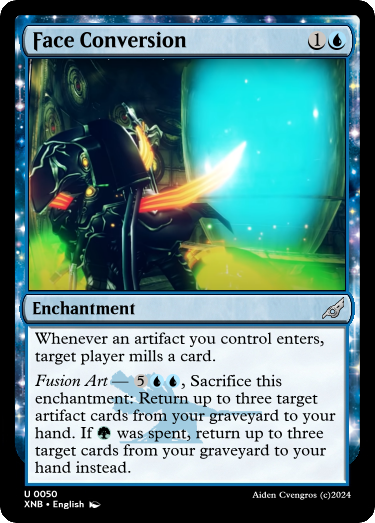 Face Conversion 1
Enchantment
Whenever an artifact you control enters,
target player mills a card.
Fusion Art — 5, Sacrifice this
enchantment: Return up to three target
artifact cards from your graveyard to your
hand. If was spent, return up to three
target cards from your graveyard to your
hand instead.
U 0050
XNB • English Aiden Cvengros (c)2024